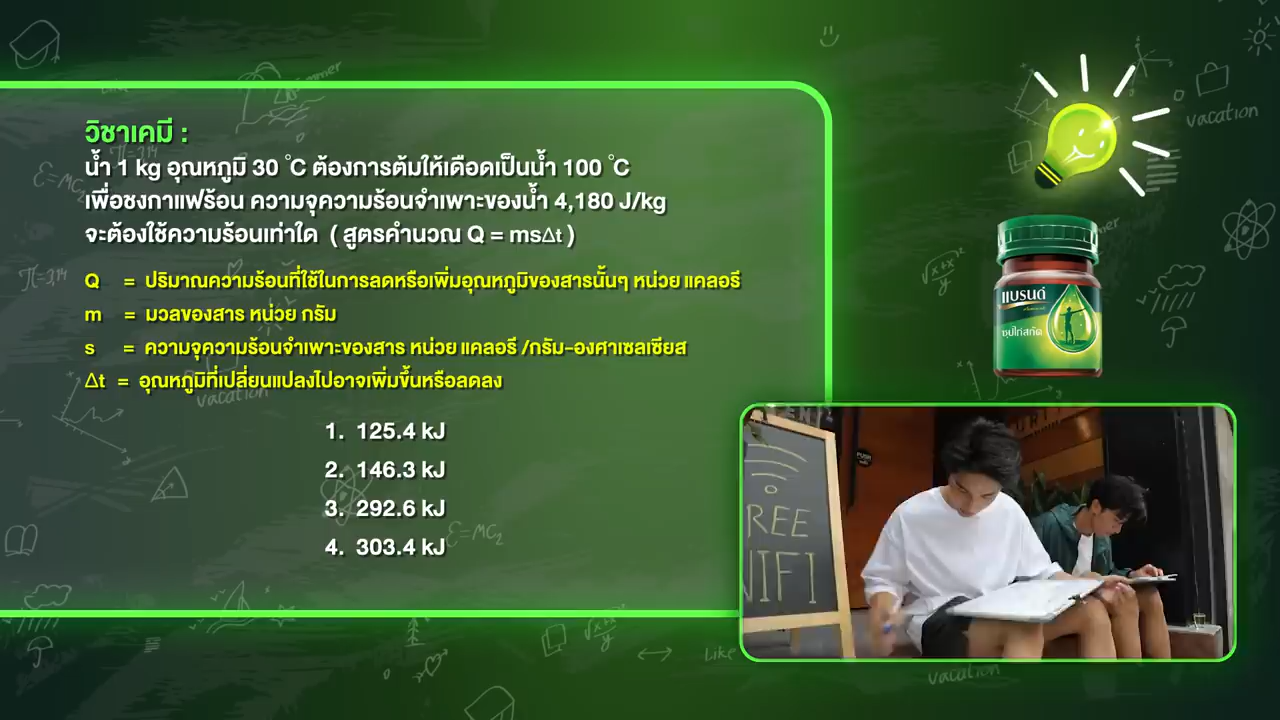 วิชาเคมี :
น้ำ 1 kg อุณหภูมิ 30 °C ต้องการต้มให้เดือดเป็นน้ำ 100 °C
เพื่อชงกาแฟร้อน ความจุความร้อนจำเพาะของน้ำ 4,180 J/kg
จะต้องใช้ความร้อนเท่าใด ( สูตรคำนวณ Q = msΔt )
Q = ปริมาณความร้อนที่ใช้ในการลดหรือเพิ่มอุณหภูมิของสารนั้นๆ หน่วย แคลอรี
m = มวลของสาร หน่วย กรัม
s = ความจุความร้อนจำเพาะของสาร หน่วย แคลอรี /กรัม-องศาเซลเซียส
Δt = อุณหภูมิที่เปลี่ยนแปลงไปอาจเพิ่มขึ้นหรือลดลง
1. 125.4 kJ
2. 146.3 kJ
3. 292.6 kJ
4. 303.4 kJ
แบรนด์
ซุปไก่สกัด
REE
WIFI
vacation
vacation
vacation
Like
E=MC2
π=3,14